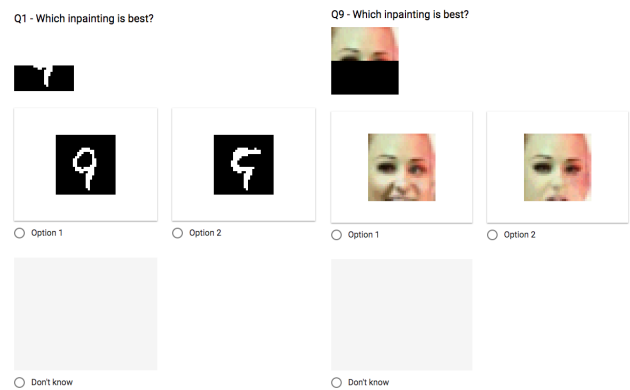 Q1 - Which inpainting is best?
Option 1
Option 2
Don't know
Q9 - Which inpainting is best?
Option 1
Option 2
Don't know